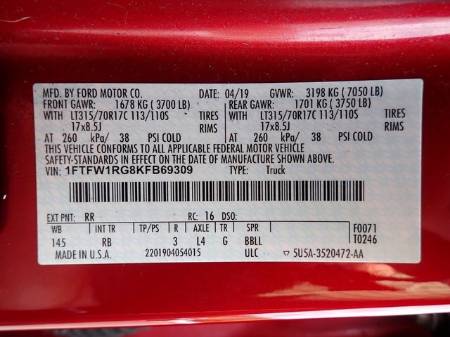 MFD. BY FORD MOTOR CO. 04/19 GVWR: 3198 KG ( 7050 LB)
FRONT GAWR: 1678 KG ( 3700 LB) REAR GAWR: 1701 KG ( 3750 LB)
WITH LT315/70R17C 113/110S TIRES WITH LT315/70R17C 113/110S TIRES
17x8.5J RIMS 17x8.5J RIMS
AT 260 kPa/ 38 PSI COLD AT 260 kPa/ 38 PSI COLD
THIS VEHICLE CONFORMS TO ALL APPLICABLE FEDERAL MOTOR VEHICLE
SAFETY STANDARDS IN EFFECT ON THE DATE OF MANUFACTURE SHOWN ABOVE.
VIN: 1FTFW1RG8KFB69309 TYPE: Truck
EXT PNT: RR RC: 16 DSO:
WB INT TR TP/PS R AXLE TR SPR F0071
145 RB 3 L4 G BBLL T0246
MADE IN U.S.A. 2201904054015 ULC 5U5A-3520472-AA